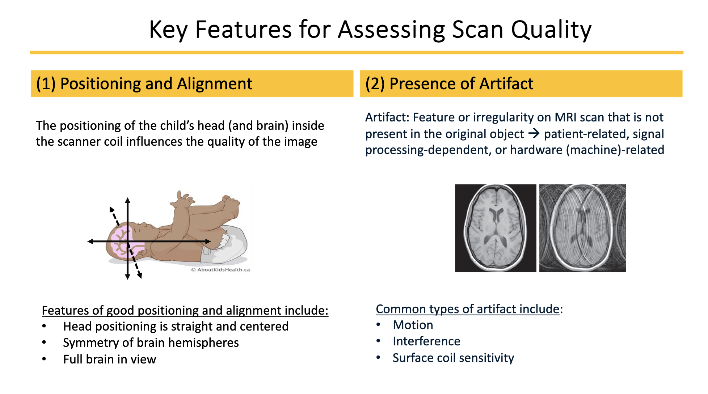 Key Features for Assessing Scan Quality
(1) Positioning and Alignment
The positioning of the child's head (and brain) inside
the scanner coil influences the quality of the image
© AboutKidsHealth.ca
Features of good positioning and alignment include:
• Head positioning is straight and centered
• Symmetry of brain hemispheres
• Full brain in view
(2) Presence of Artifact
Artifact: Feature or irregularity on MRI scan that is not
present in the original object → patient-related, signal
processing-dependent, or hardware (machine)-related
Common types of artifact include:
• Motion
• Interference
• Surface coil sensitivity